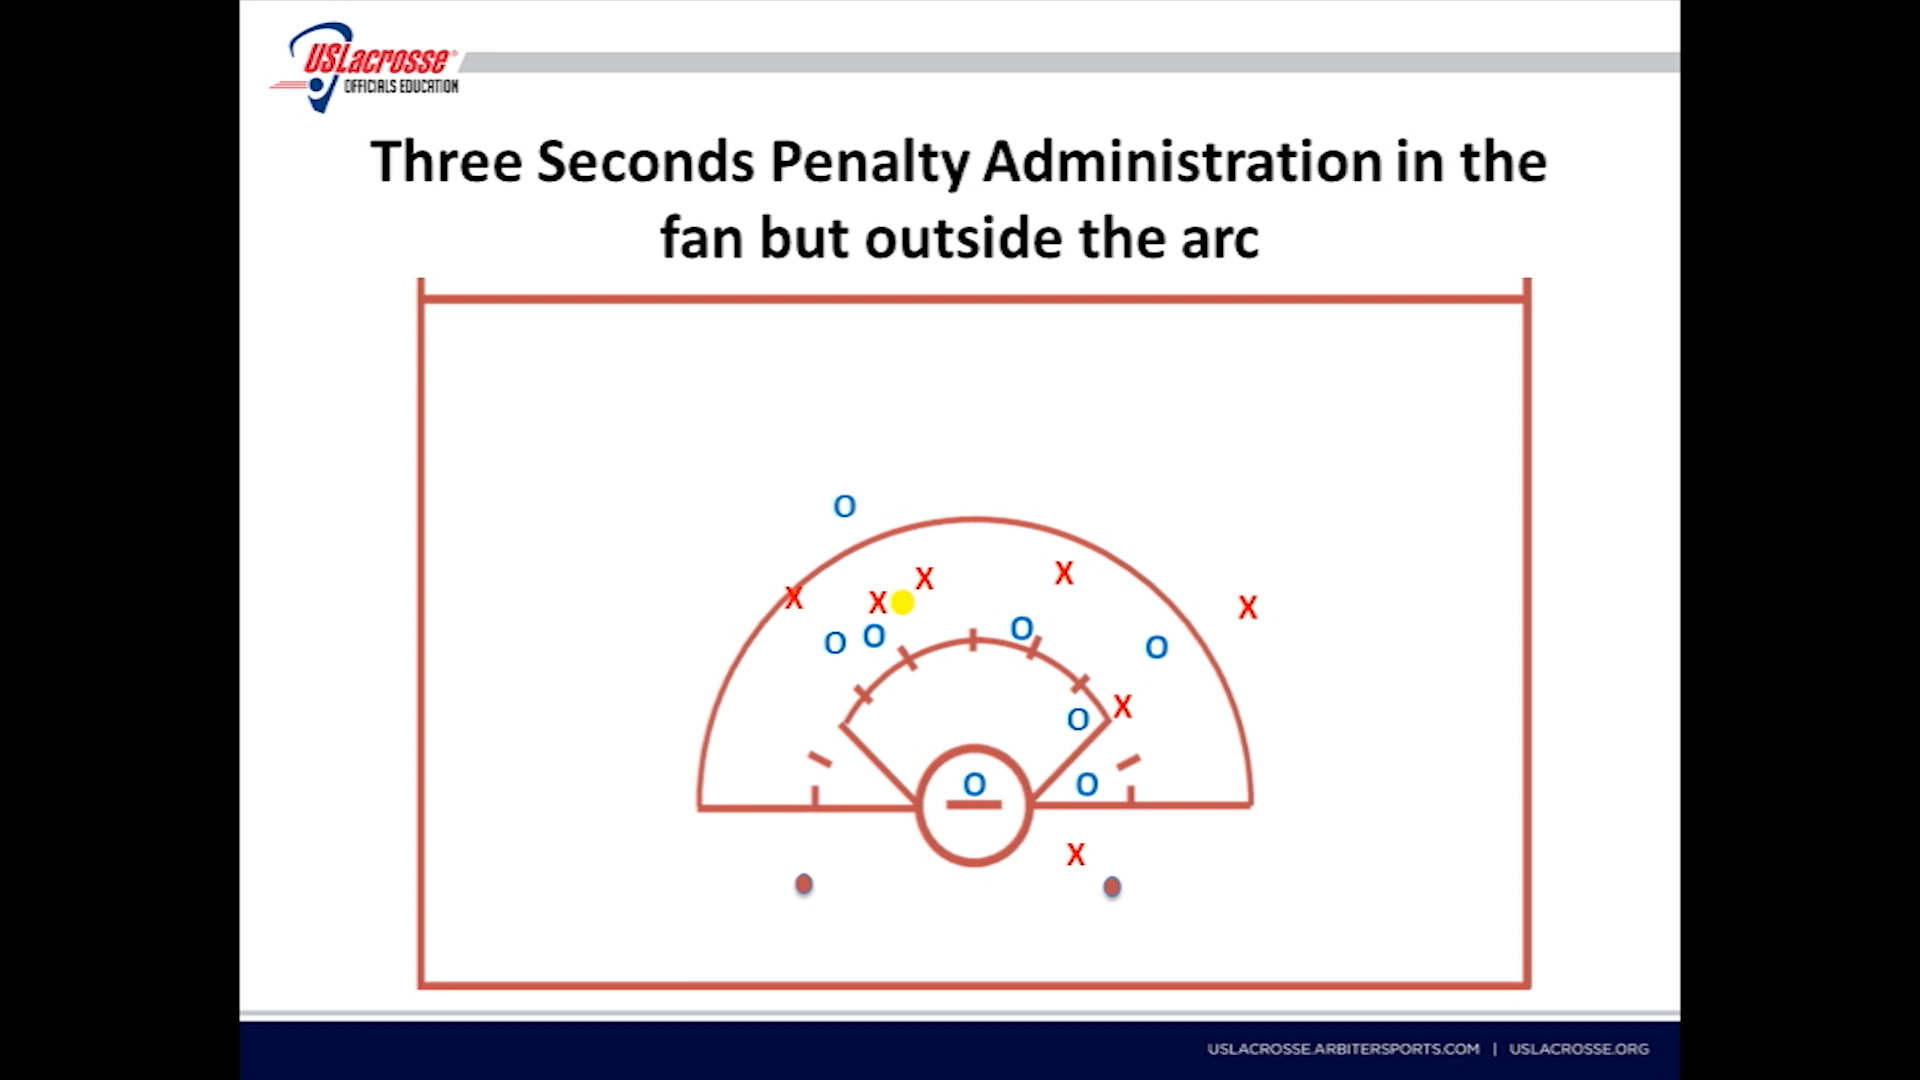 USLacrosse
OFFICIALS EDUCATION
Three Seconds Penalty Administration in the
fan but outside the arc
O
X
X
X
X
X
O
O
O
O
X
O
O
O
X
USLACROSSE.ARBITERSPORTS.COM | USLACROSSE.ORG